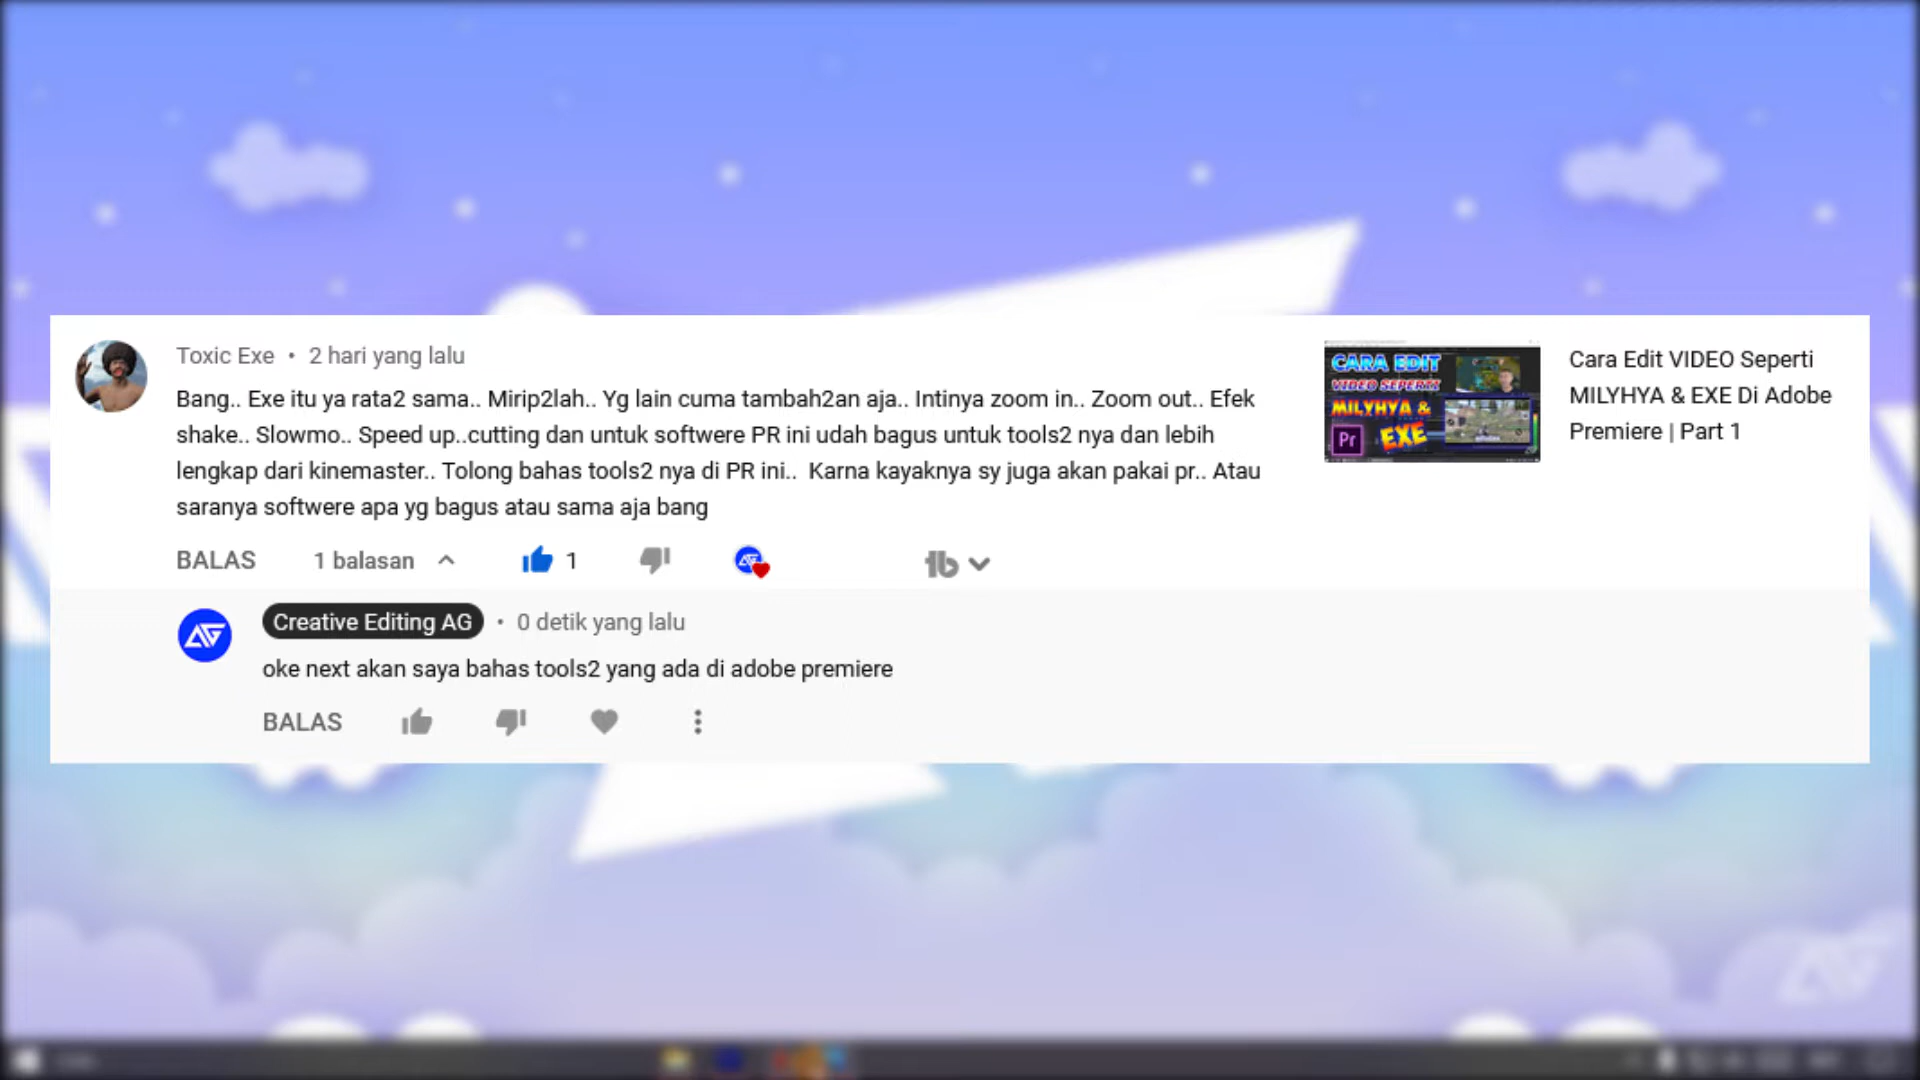 Toxic Exe • 2 hari yang lalu
Bang.. Exe itu ya rata2 sama.. Mirip2lah.. Yg lain cuma tambah2an aja.. Intinya zoom in.. Zoom out.. Efek
shake.. Slowmo.. Speed up..cutting dan untuk softwere PR ini udah bagus untuk tools2 nya dan lebih
lengkap dari kinemaster.. Tolong bahas tools2 nya di PR ini..  Karna kayaknya sy juga akan pakai pr.. Atau
saranya softwere apa yg bagus atau sama aja bang
BALAS 1 balasan 1 tb
CARA EDIT
VIDEO SEPERTI
MILYHYA &
Pr EXE
Cara Edit VIDEO Seperti
MILYHYA & EXE Di Adobe
Premiere | Part 1
Creative Editing AG • 0 detik yang lalu
oke next akan saya bahas tools2 yang ada di adobe premiere
BALAS